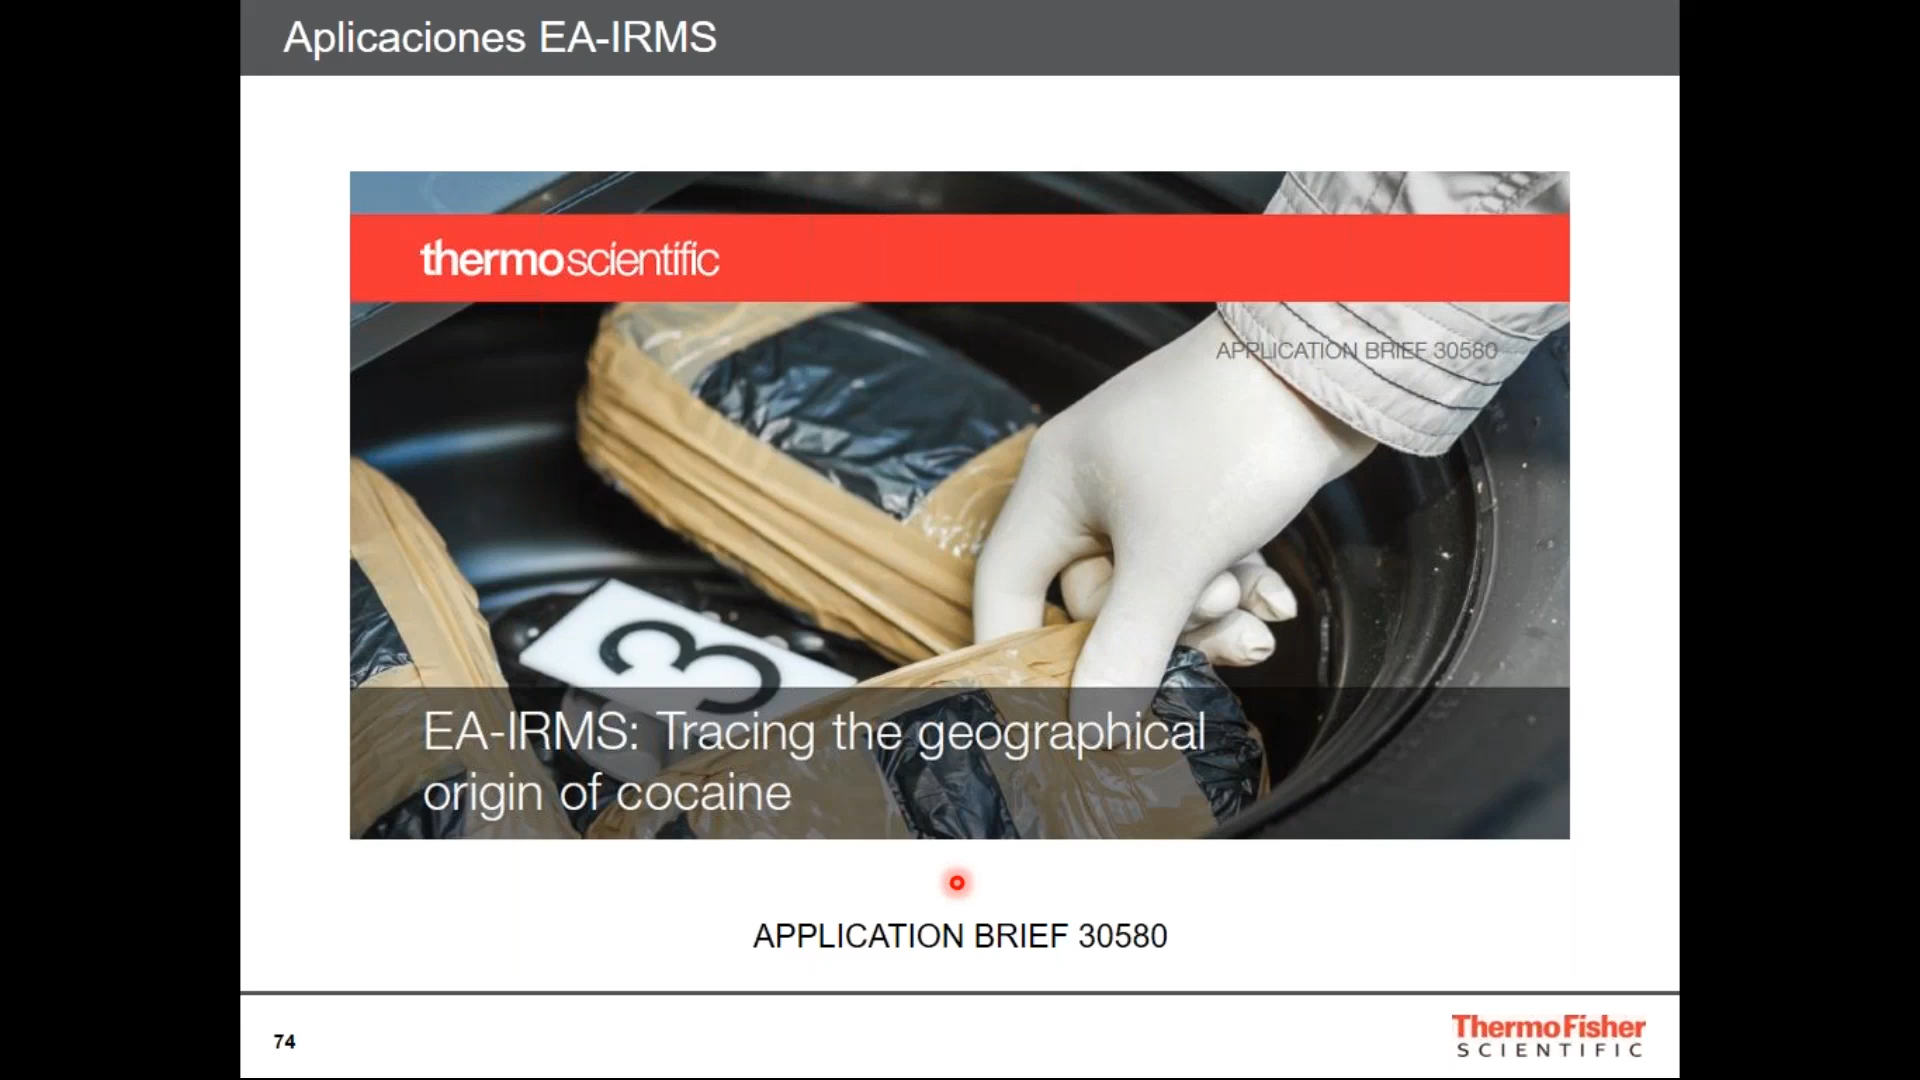 Aplicaciones EA-IRMS
thermoscientific
APPLICATION BRIEF 30580
3
EA-IRMS: Tracing the geographical
origin of cocaine
APPLICATION BRIEF 30580
74
ThermoFisher
SCIENTIFIC